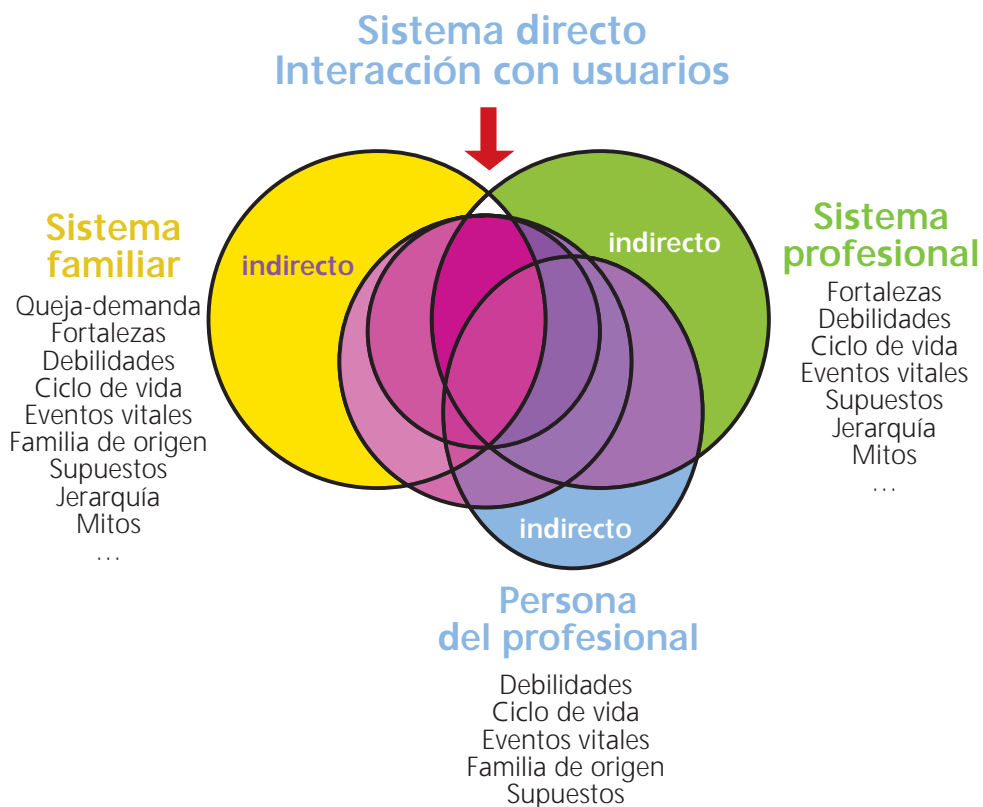 Sistema directo
Interacción con usuarios
Sistema
familiar
Queja-demanda
Fortalezas
Debilidades
Ciclo de vida
Eventos vitales
Familia de origen
Supuestos
Jerarquía
Mitos
...
indirecto
indirecto
Sistema
profesional
Fortalezas
Debilidades
Ciclo de vida
Eventos vitales
Supuestos
Jerarquía
Mitos
...
indirecto
Persona
del profesional
Debilidades
Ciclo de vida
Eventos vitales
Familia de origen
Supuestos